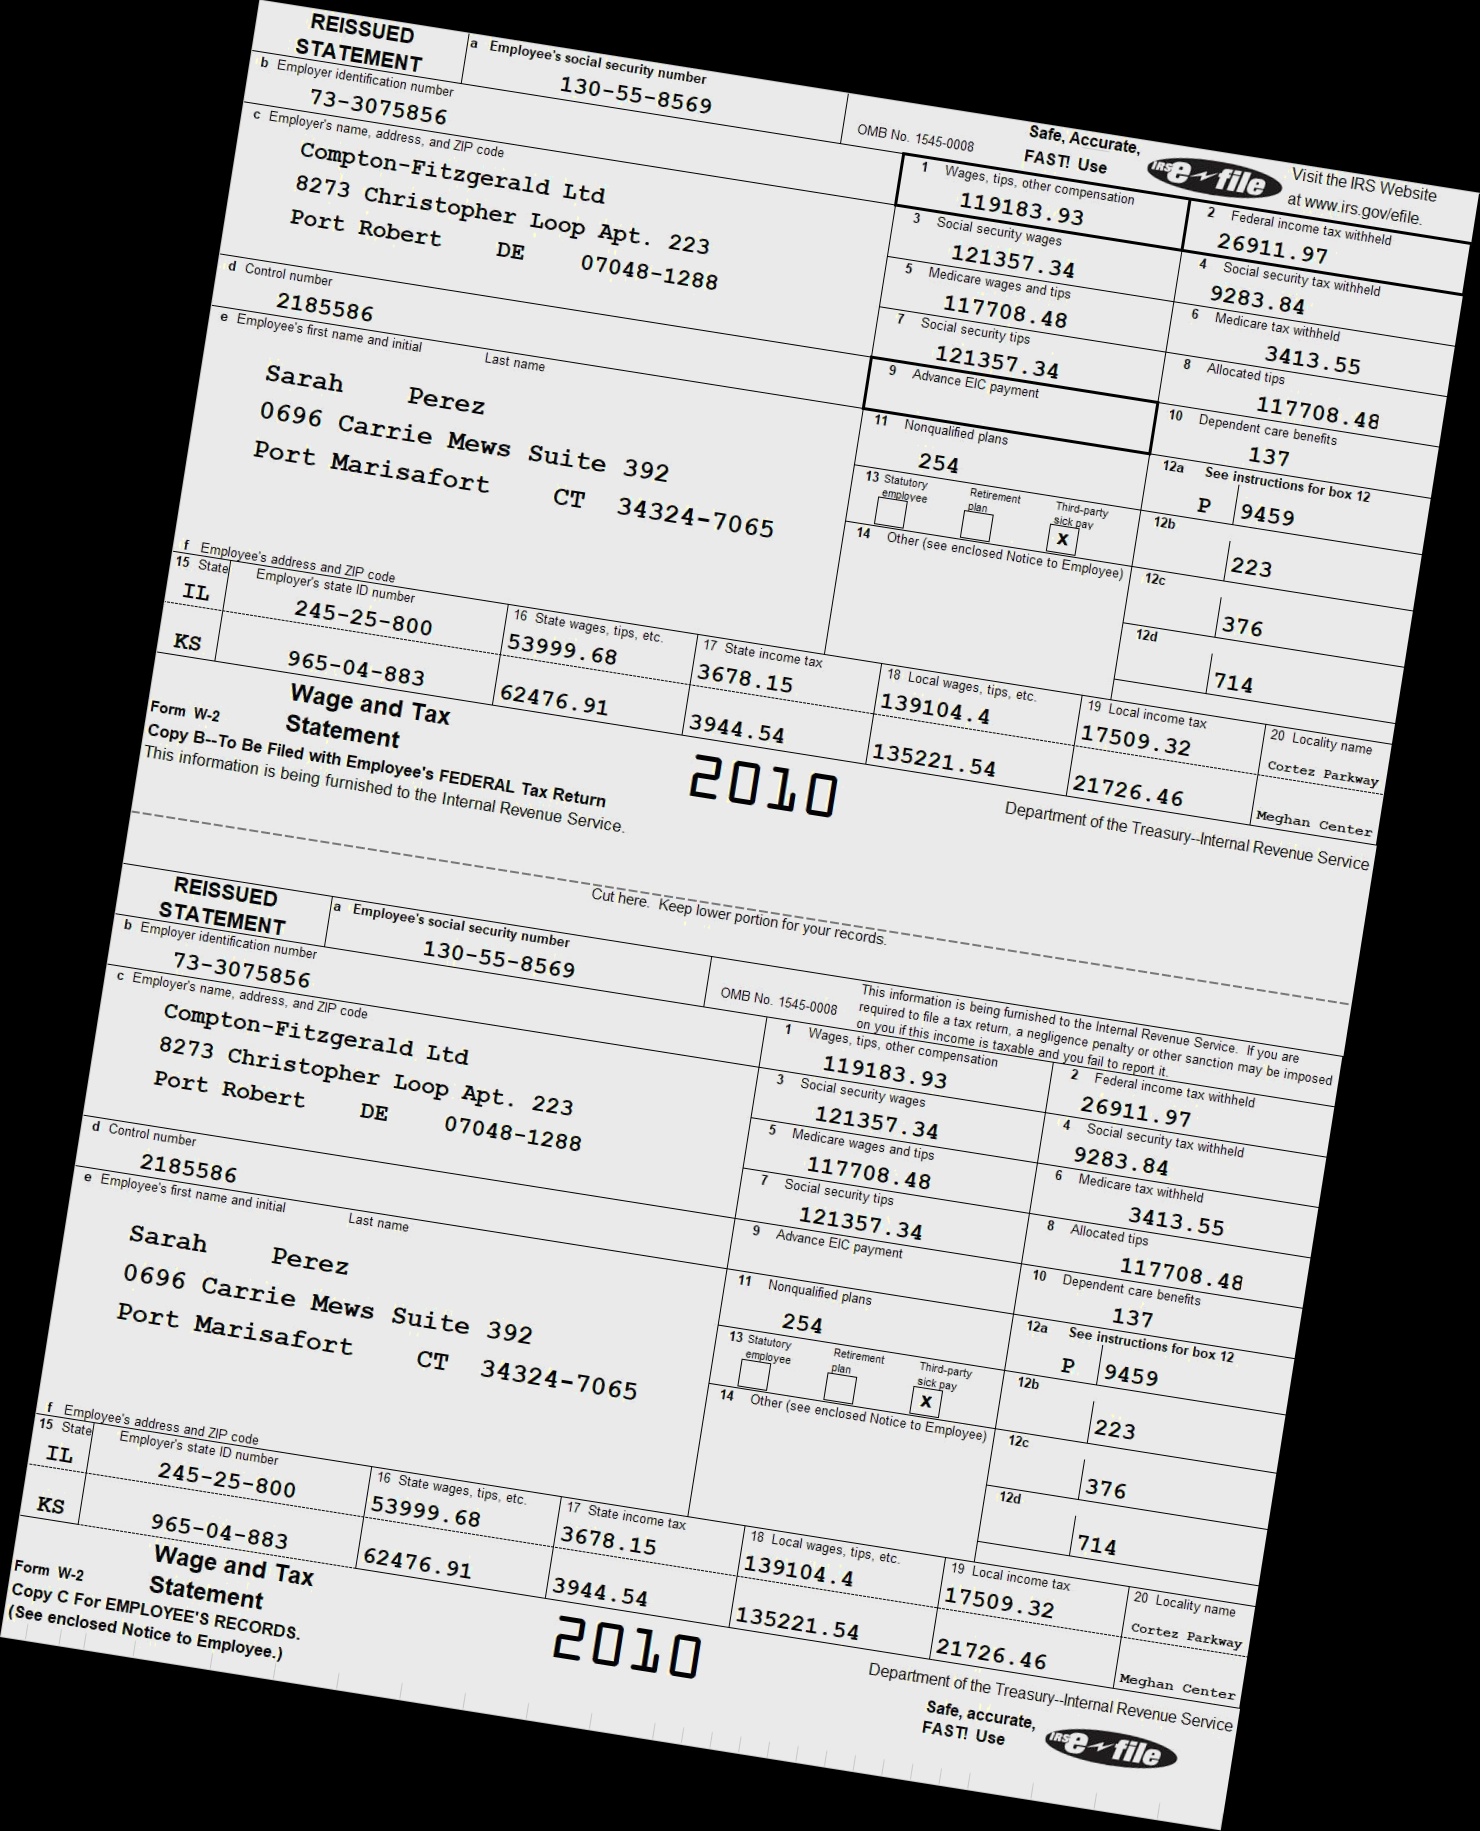 REISSUED
STATEMENT
a Employee's social security number
130-55-8569
OMB No. 1545-0008
Safe, Accurate,
FAST! Use
IRS e-file
Visit the IRS Website
at www.irs.gov/efile.
b Employer identification number
73-3075856
c Employer's name, address, and ZIP code
Compton-Fitzgerald Ltd
8273 Christopher Loop Apt. 223
Port Robert DE 07048-1288
1 Wages, tips, other compensation
119183.93
2 Federal income tax withheld
26911.97
3 Social security wages
121357.34
4 Social security tax withheld
9283.84
5 Medicare wages and tips
117708.48
6 Medicare tax withheld
3413.55
d Control number
2185586
7 Social security tips
121357.34
8 Allocated tips
117708.48
e Employee's first name and initial Last name
Sarah Perez
0696 Carrie Mews Suite 392
Port Marisafort CT 34324-7065
9 Advance EIC payment
10 Dependent care benefits
137
11 Nonqualified plans
254
12a See instructions for box 12
P 9459
13 Statutory employee Retirement plan Third-party sick pay
X
12b
223
14 Other (see enclosed Notice to Employee)
12c
376
12d
714
f Employee's address and ZIP code
15 State Employer's state ID number
16 State wages, tips, etc.
17 State income tax
18 Local wages, tips, etc.
19 Local income tax
20 Locality name
IL 245-25-800 53999.68 3678.15 139104.4 17509.32 Cortez Parkway
KS 965-04-883 62476.91 3944.54 135221.54 21726.46 Meghan Center
Form W-2
Wage and Tax
Statement
2010
Department of the Treasury--Internal Revenue Service
Copy B--To Be Filed with Employee's FEDERAL Tax Return
This information is being furnished to the Internal Revenue Service.
Cut here. Keep lower portion for your records.
REISSUED
STATEMENT
a Employee's social security number
130-55-8569
OMB No. 1545-0008
This information is being furnished to the Internal Revenue Service. If you are
required to file a tax return, a negligence penalty or other sanction may be imposed
on you if this income is taxable and you fail to report it.
b Employer identification number
73-3075856
c Employer's name, address, and ZIP code
Compton-Fitzgerald Ltd
8273 Christopher Loop Apt. 223
Port Robert DE 07048-1288
1 Wages, tips, other compensation
119183.93
2 Federal income tax withheld
26911.97
3 Social security wages
121357.34
4 Social security tax withheld
9283.84
5 Medicare wages and tips
117708.48
6 Medicare tax withheld
3413.55
d Control number
2185586
7 Social security tips
121357.34
8 Allocated tips
117708.48
e Employee's first name and initial Last name
Sarah Perez
0696 Carrie Mews Suite 392
Port Marisafort CT 34324-7065
9 Advance EIC payment
10 Dependent care benefits
137
11 Nonqualified plans
254
12a See instructions for box 12
P 9459
13 Statutory employee Retirement plan Third-party sick pay
X
12b
223
14 Other (see enclosed Notice to Employee)
12c
376
12d
714
f Employee's address and ZIP code
15 State Employer's state ID number
16 State wages, tips, etc.
17 State income tax
18 Local wages, tips, etc.
19 Local income tax
20 Locality name
IL 245-25-800 53999.68 3678.15 139104.4 17509.32 Cortez Parkway
KS 965-04-883 62476.91 3944.54 135221.54 21726.46 Meghan Center
Form W-2
Wage and Tax
Statement
2010
Department of the Treasury--Internal Revenue Service
Copy C For EMPLOYEE'S RECORDS.
(See enclosed Notice to Employee.)
Safe, accurate,
FAST! Use
IRS e-file